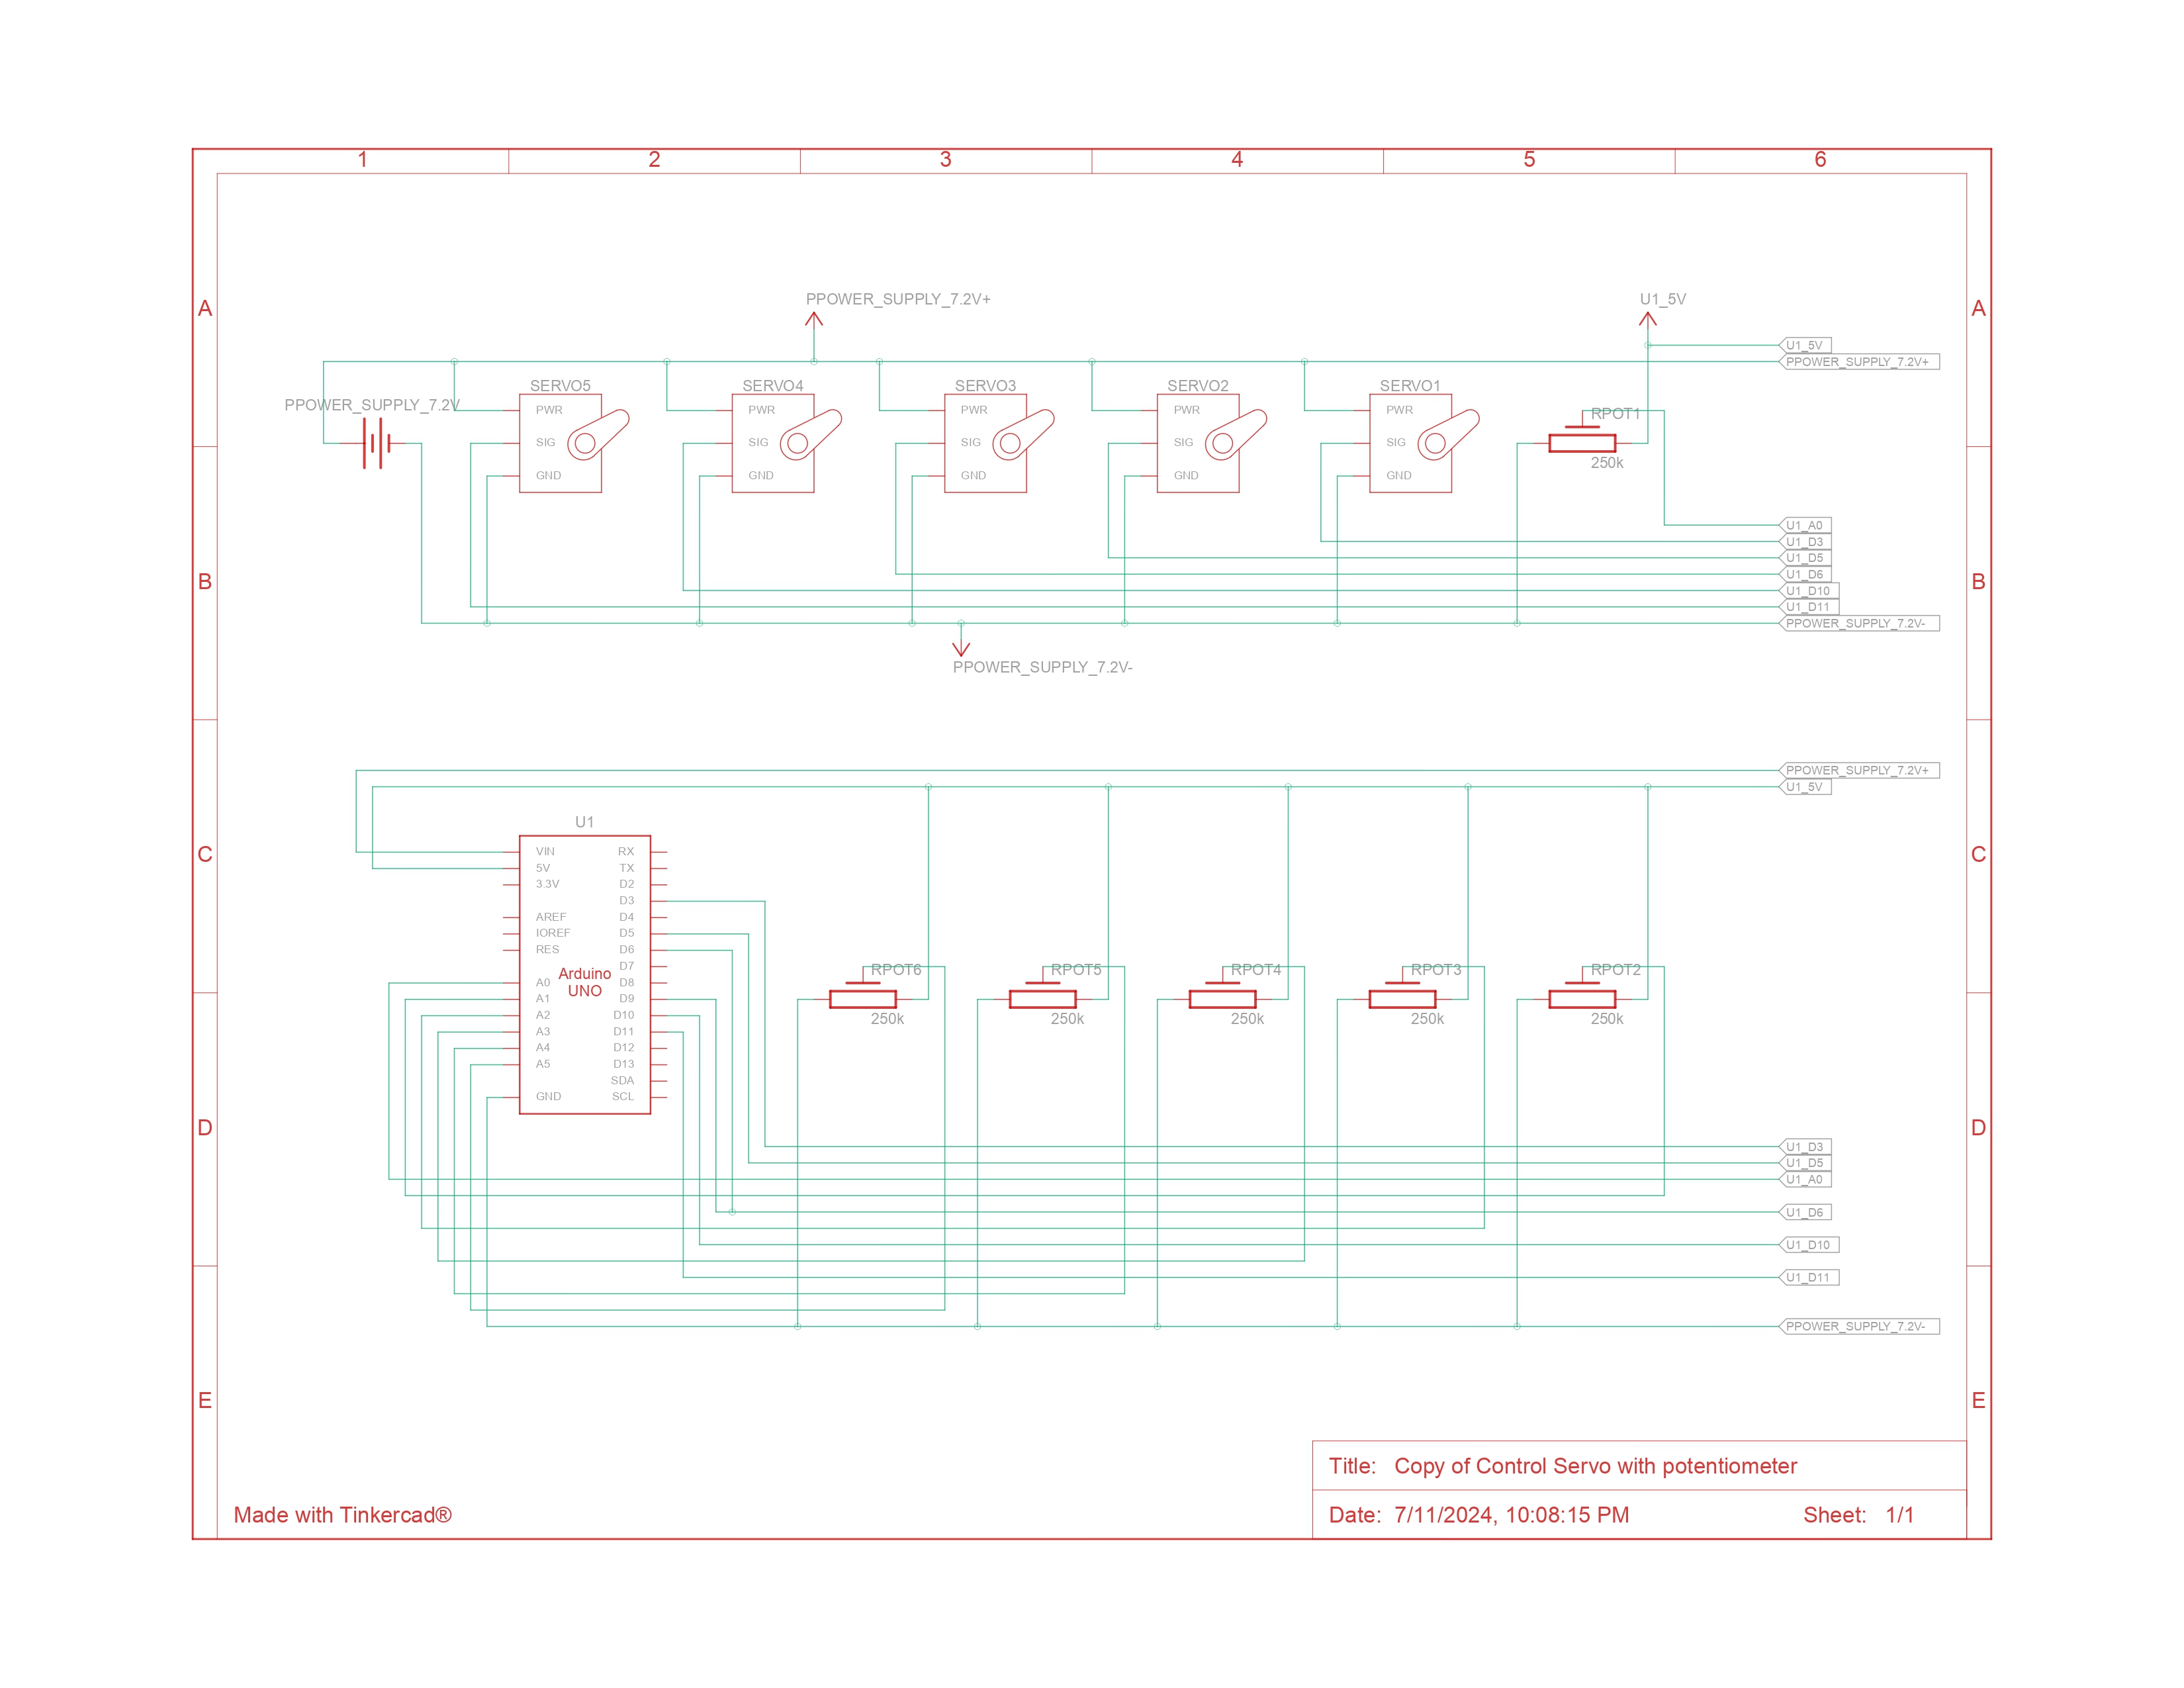 1 2 3 4 5 6
PPOWER_SUPPLY_7.2V+ U1_5V
A A
U1_5V
PPOWER_SUPPLY_7.2V+
SERVO5 SERVO4 SERVO3 SERVO2 SERVO1
PPOWER_SUPPLY_7.2V
PWR PWR PWR PWR PWR RPOT1
SIG SIG SIG SIG SIG
250k
GND GND GND GND GND
U1_A0
U1_D3
U1_D5
U1_D6
B B
U1_D10
U1_D11
PPOWER_SUPPLY_7.2V-
PPOWER_SUPPLY_7.2V-
PPOWER_SUPPLY_7.2V+
U1_5V
U1
VIN RX
C C
5V TX
3.3V D2
D3
AREF D4
IOREF D5
RES D6
D7
RPOT6 RPOT5 RPOT4 RPOT3 RPOT2
Arduino
UNO
A0 D8
A1 D9
A2 D10
250k 250k 250k 250k 250k
A3 D11
A4 D12
A5 D13
SDA
GND SCL
D D
U1_D3
U1_D5
U1_A0
U1_D6
U1_D10
U1_D11
PPOWER_SUPPLY_7.2V-
E E
Title: Copy of Control Servo with potentiometer
Made with Tinkercad®
Date: 7/11/2024, 10:08:15 PM Sheet: 1/1